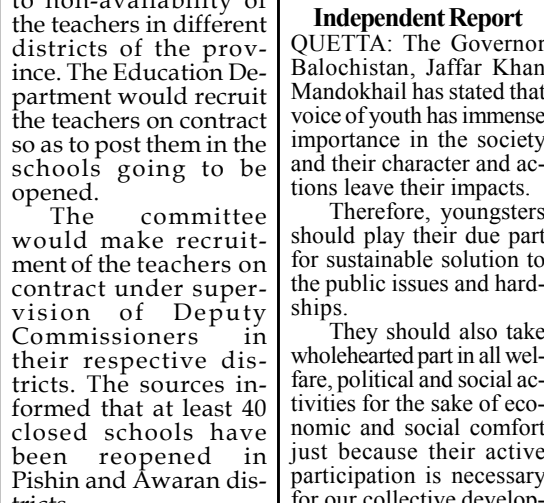 to non-availability of
the teachers in different
districts of the prov-
ince. The Education De-
partment would recruit
the teachers on contract
so as to post them in the
schools going to be
opened.
The committee
would make recruit-
ment of the teachers on
contract under super-
vision of Deputy
Commissioners in
their respective dis-
tricts. The sources in-
formed that at least 40
closed schools have
been reopened in
Pishin and Awaran dis-
tricts.
Independent Report
QUETTA: The Governor
Balochistan, Jaffar Khan
Mandokhail has stated that
voice of youth has immense
importance in the society
and their character and ac-
tions leave their impacts.
Therefore, youngsters
should play their due part
for sustainable solution to
the public issues and hard-
ships.
They should also take
wholehearted part in all wel-
fare, political and social ac-
tivities for the sake of eco-
nomic and social comfort
just because their active
participation is necessary
for our collective develop-